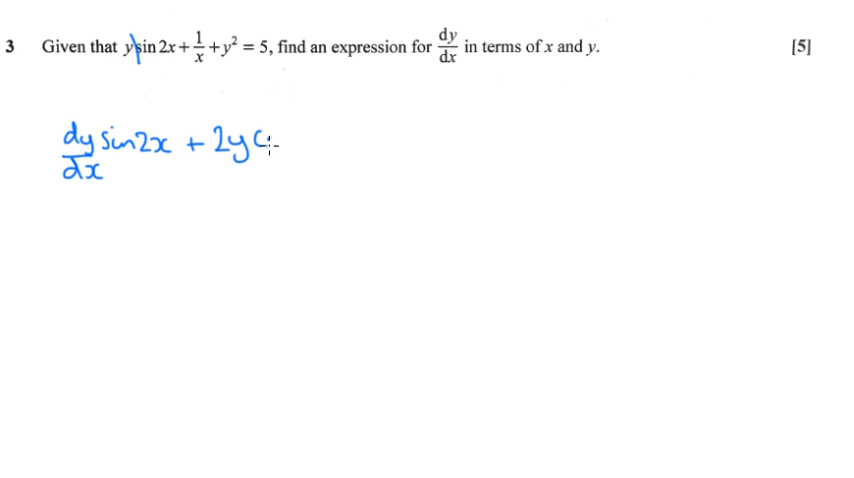 3 Given that y sin 2x + 1/x + y² = 5, find an expression for dy/dx in terms of x and y. [5]
dy/dx sin2x + 2y c